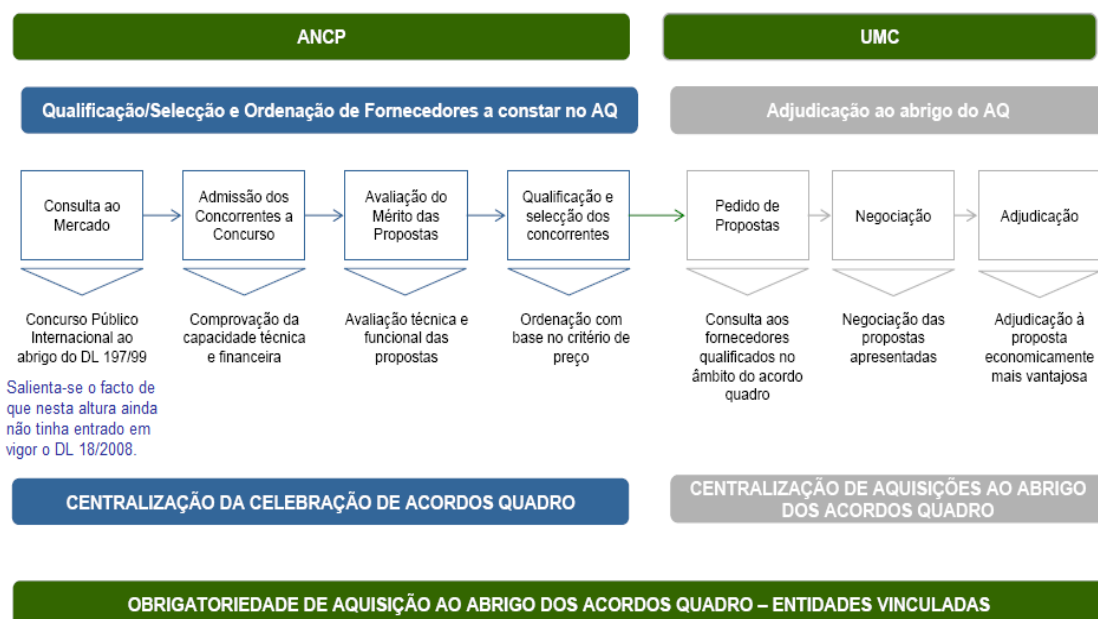 ANCP
UMC
Qualificação/Selecção e Ordenação de Fornecedores a constar no AQ
Adjudicação ao abrigo do AQ
Consulta ao
Mercado
Admissão dos
Concorrentes a
Concurso
Avaliação do
Mérito das
Propostas
Qualificação e
selecção dos
concorrentes
Pedido de
Propostas
Negociação
Adjudicação
Concurso Público
Internacional ao
abrigo do DL 197/99
Salienta-se o facto de
que nesta altura ainda
não tinha entrado em
vigor o DL 18/2008.
Comprovação da
capacidade técnica
e financeira
Avaliação técnica e
funcional das
propostas
Ordenação com
base no critério de
preço
Consulta aos
fornecedores
qualificados no
âmbito do acordo
quadro
Negociação das
propostas
apresentadas
Adjudicação à
proposta
economicamente
mais vantajosa
CENTRALIZAÇÃO DA CELEBRAÇÃO DE ACORDOS QUADRO
CENTRALIZAÇÃO DE AQUISIÇÕES AO ABRIGO
DOS ACORDOS QUADRO
OBRIGATORIEDADE DE AQUISIÇÃO AO ABRIGO DOS ACORDOS QUADRO – ENTIDADES VINCULADAS